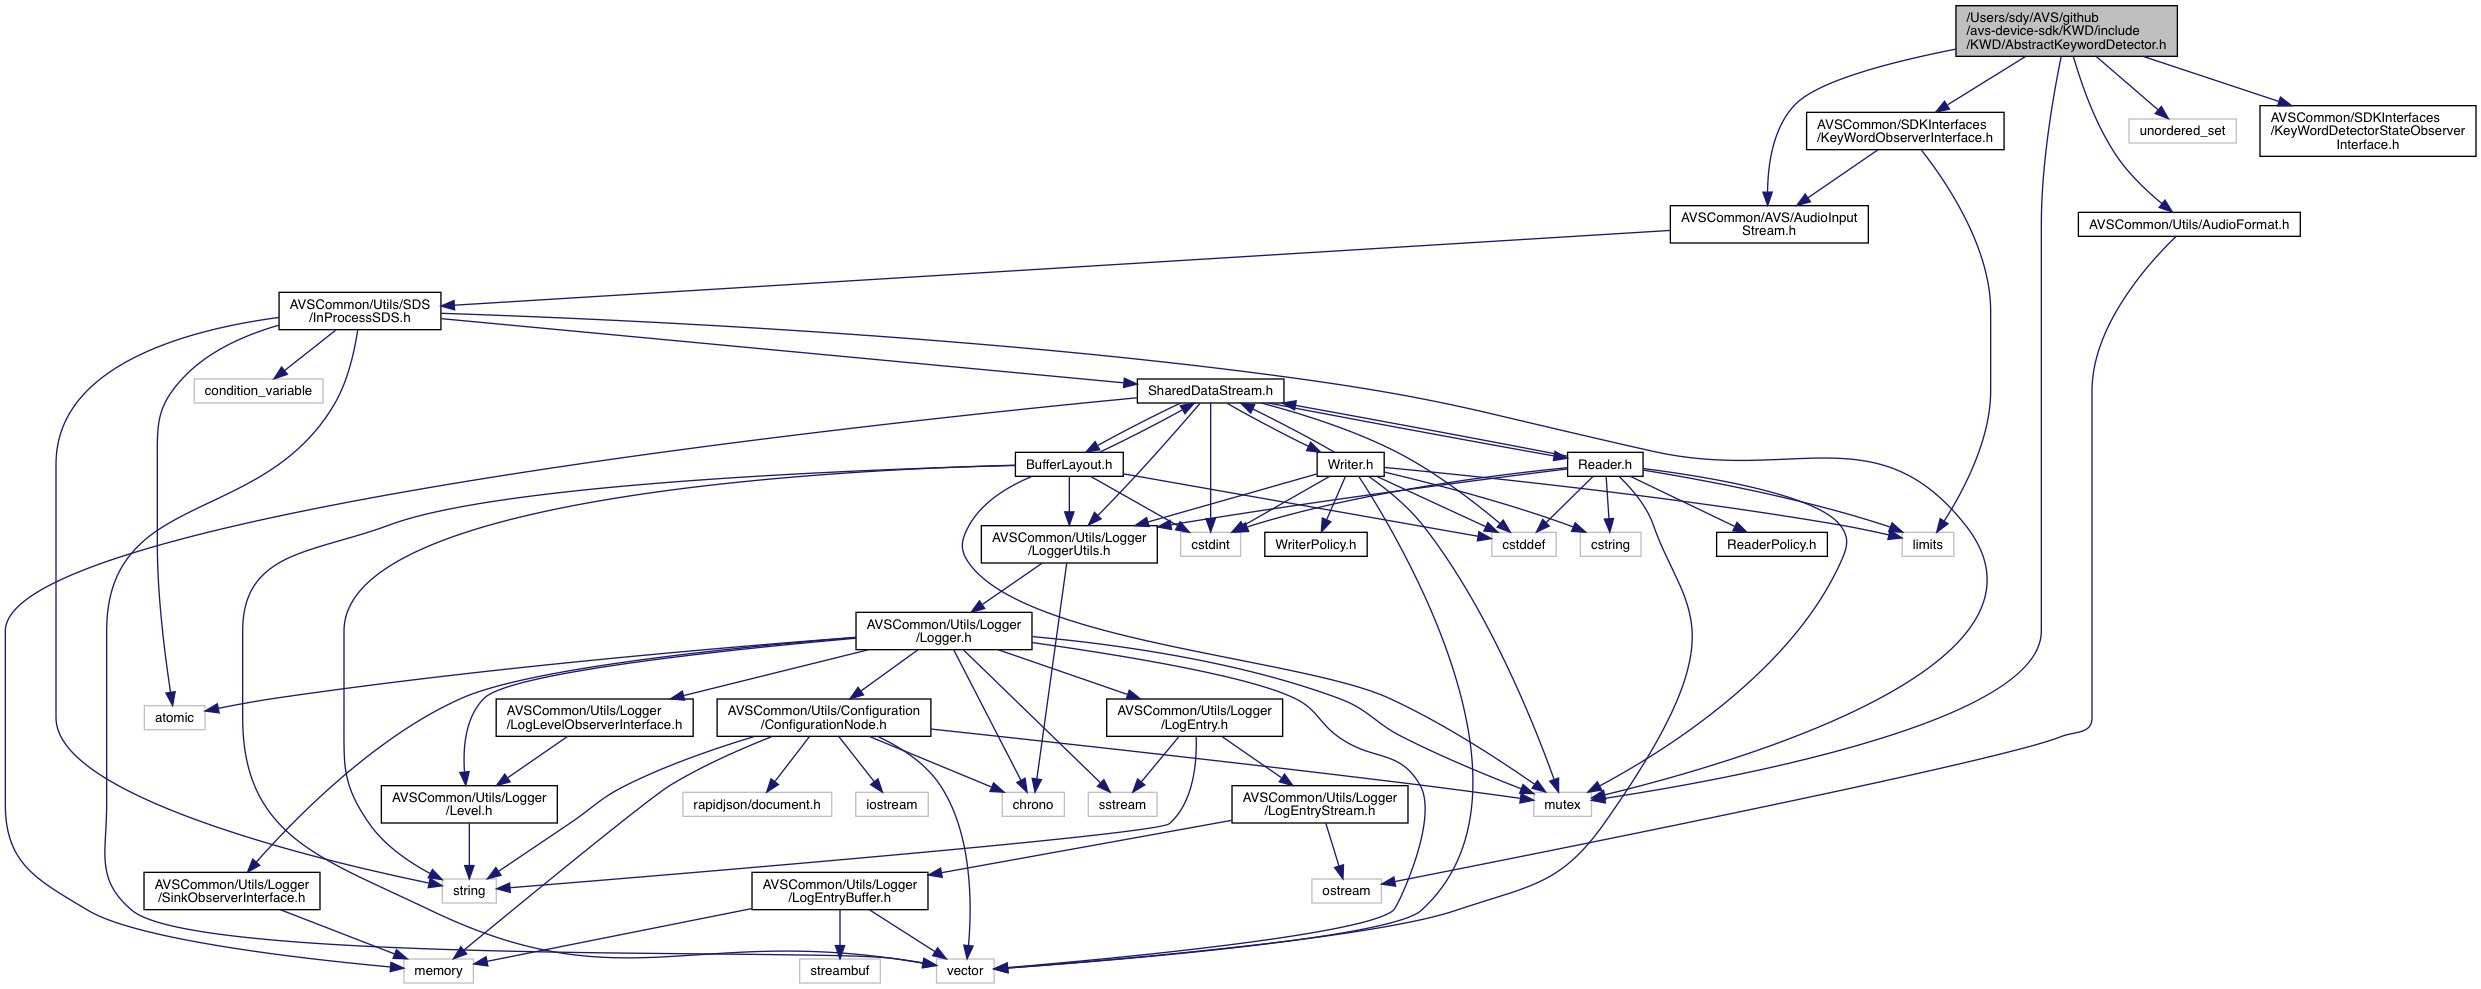 /Users/sdy/AVS/github
/avs-device-sdk/KWD/include
/KWD/AbstractKeywordDetector.h
AVSCommon/SDKInterfaces
/KeyWordObserverInterface.h
unordered_set
AVSCommon/SDKInterfaces
/KeyWordDetectorStateObserver
Interface.h
AVSCommon/AVS/AudioInput
Stream.h
AVSCommon/Utils/AudioFormat.h
AVSCommon/Utils/SDS
/InProcessSDS.h
condition_variable
SharedDataStream.h
BufferLayout.h
Writer.h
Reader.h
AVSCommon/Utils/Logger
/LoggerUtils.h
cstdint
WriterPolicy.h
cstddef
cstring
ReaderPolicy.h
limits
AVSCommon/Utils/Logger
/Logger.h
atomic
AVSCommon/Utils/Logger
/LogLevelObserverInterface.h
AVSCommon/Utils/Configuration
/ConfigurationNode.h
AVSCommon/Utils/Logger
/LogEntry.h
AVSCommon/Utils/Logger
/Level.h
rapidjson/document.h
iostream
chrono
sstream
AVSCommon/Utils/Logger
/LogEntryStream.h
mutex
AVSCommon/Utils/Logger
/SinkObserverInterface.h
string
AVSCommon/Utils/Logger
/LogEntryBuffer.h
ostream
memory
streambuf
vector